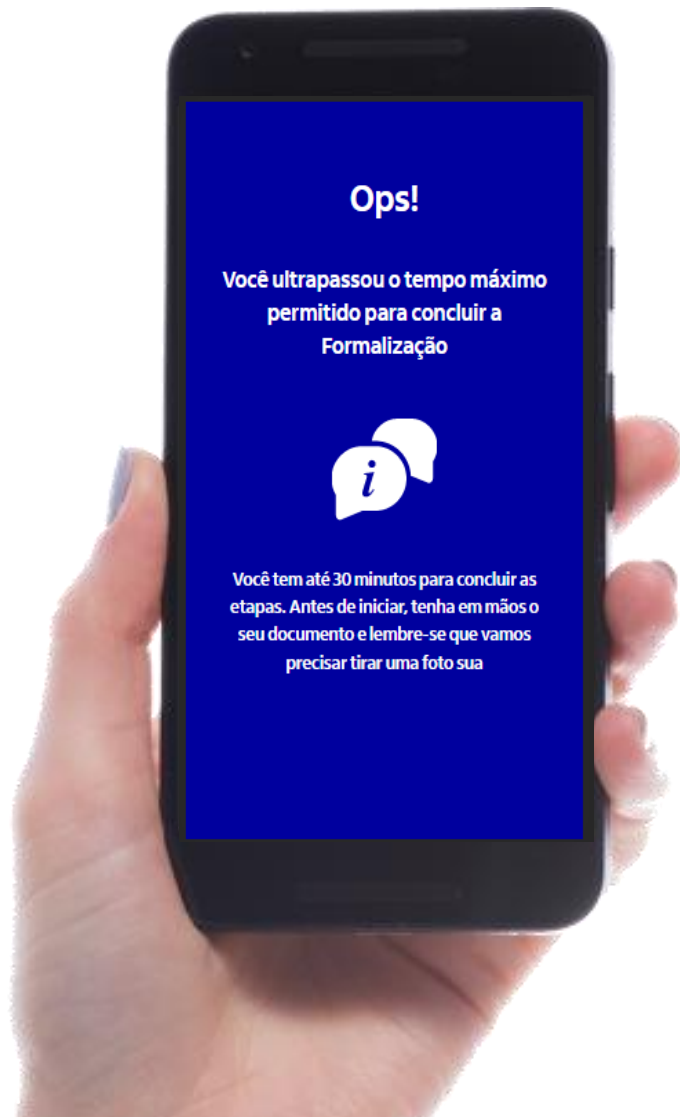 Ops!
Você ultrapassou o tempo máximo
permitido para concluir a
Formalização
i
Você tem até 30 minutos para concluir as
etapas. Antes de iniciar, tenha em mãos o
seu documento e lembre-se que vamos
precisar tirar uma foto sua